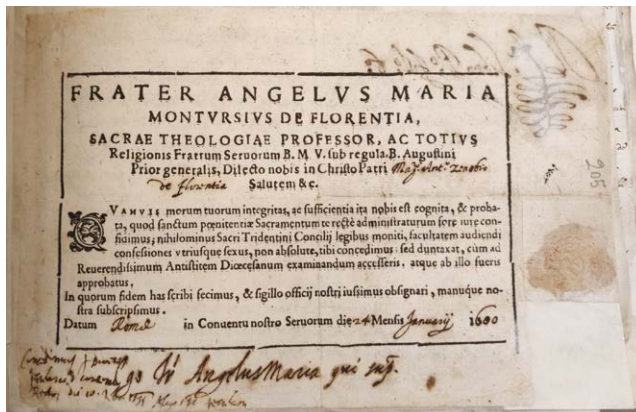 FRATER ANGELVS MARIA
MONTVRSIVS DE FLORENTIA,
SACRAE THEOLOGIAE PROFESSOR, AC TOTIVS
Religionis Fratrum Seruorum B. M V. sub regula. B. Augustini
Prior generalis, Dilecto nobis in Christo Patri
de florentia Salutem &c.
QVAMVIS morum tuorum integritas, ac sufficientia ita nobis est cognita, & proba-
ta, quod sanctum pœnitentiæ Sacramentum te rectè administraturum fore iure con-
fidimus; nihilominus Sacri Tridentini Concilij legibus moniti, facultatem audiendi
confessiones vtriusque sexus, non absolute, tibi concedimus: sed duntaxat, cùm ad
Reuerendissimum Antistitem Diœcesanum examinandum accesseris, atque ab illo fueris
approbatus.
In quorum fidem has scribi fecimus, & sigillo officij nostri iussimus obsignari, manuque no-
stra subscripsimus.
Datum Romæ in Conuentu nostro Seruorum die 24 Mensis Januarij 1600
Angelus Maria qui
205